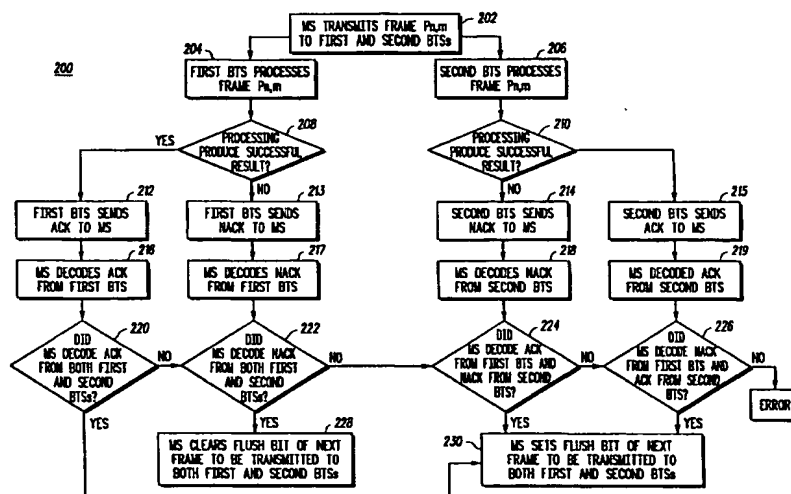 202
MS TRANSMITS FRAME Pn,m
TO FIRST AND SECOND BTSs
204
206
200
FIRST BTS PROCESSES
FRAME Pn,m
SECOND BTS PROCESSES
FRAME Pn,m
YES
208
PROCESSING
PRODUCE SUCCESSFUL
RESULT?
210
PROCESSING
PRODUCE SUCCESSFUL
RESULT?
NO
NO
212
FIRST BTS SENDS
ACK TO MS
213
FIRST BTS SENDS
NACK TO MS
214
SECOND BTS SENDS
NACK TO MS
215
SECOND BTS SENDS
ACK TO MS
216
MS DECODES ACK
FROM FIRST BTS
217
MS DECODES NACK
FROM FIRST BTS
218
MS DECODES NACK
FROM SECOND BTS
219
MS DECODED ACK
FROM SECOND BTS
220
DID
MS DECODE ACK
FROM BOTH FIRST
AND SECOND
BTSs?
NO
222
DID
MS DECODE NACK
FROM BOTH FIRST
AND SECOND
BTSs?
NO
224
DID
MS DECODE ACK
FROM FIRST BTS AND
NACK FROM SECOND
BTS?
NO
226
DID
MS DECODE NACK
FROM FIRST BTS AND
ACK FROM SECOND
BTS?
NO
ERROR
YES
YES
YES
YES
228
MS CLEARS FLUSH BIT OF NEXT
FRAME TO BE TRANSMITTED TO
BOTH FIRST AND SECOND BTSs
230
MS SETS FLUSH BIT OF NEXT
FRAME TO BE TRANSMITTED TO
BOTH FIRST AND SECOND BTSs